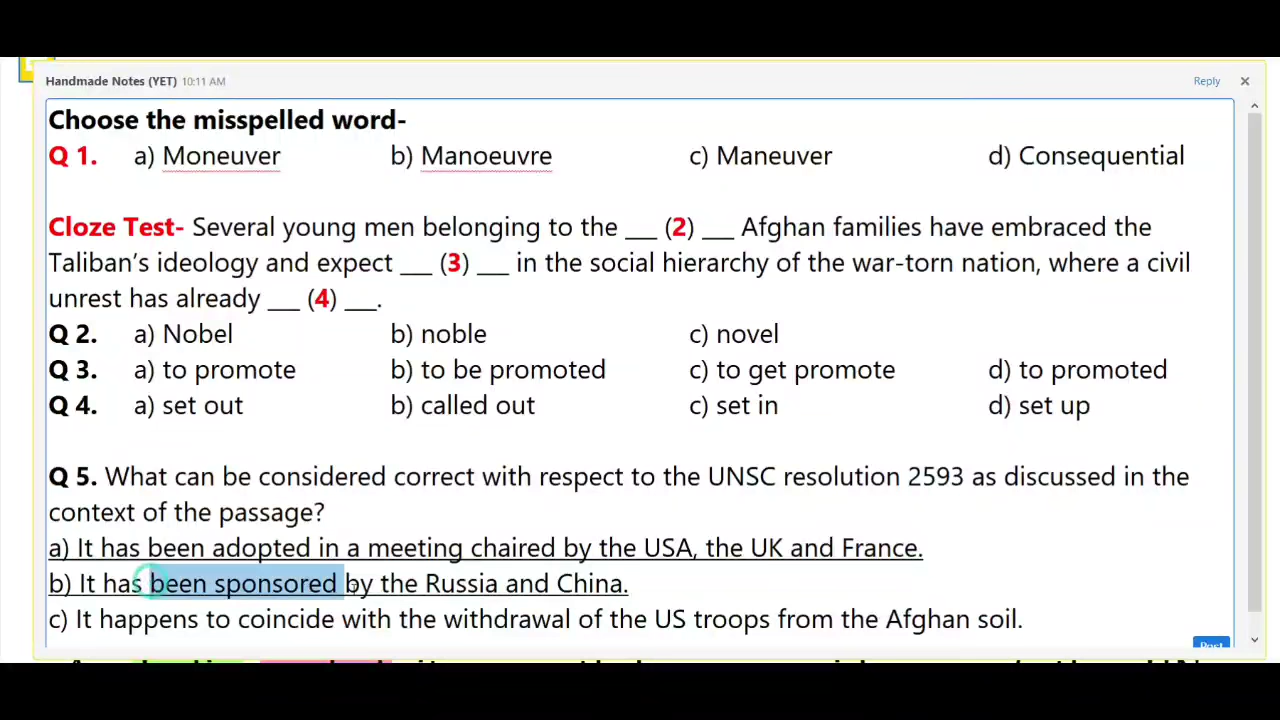 Handmade Notes (YET) 10:11 AM Reply
Choose the misspelled word-
Q 1. a) Moneuver b) Manoeuvre c) Maneuver d) Consequential
Cloze Test- Several young men belonging to the ___ (2) ___ Afghan families have embraced the
Taliban’s ideology and expect ___ (3) ___ in the social hierarchy of the war-torn nation, where a civil
unrest has already ___ (4) ___.
Q 2. a) Nobel b) noble c) novel
Q 3. a) to promote b) to be promoted c) to get promote d) to promoted
Q 4. a) set out b) called out c) set in d) set up
Q 5. What can be considered correct with respect to the UNSC resolution 2593 as discussed in the
context of the passage?
a) It has been adopted in a meeting chaired by the USA, the UK and France.
b) It has been sponsored by the Russia and China.
c) It happens to coincide with the withdrawal of the US troops from the Afghan soil.
Post